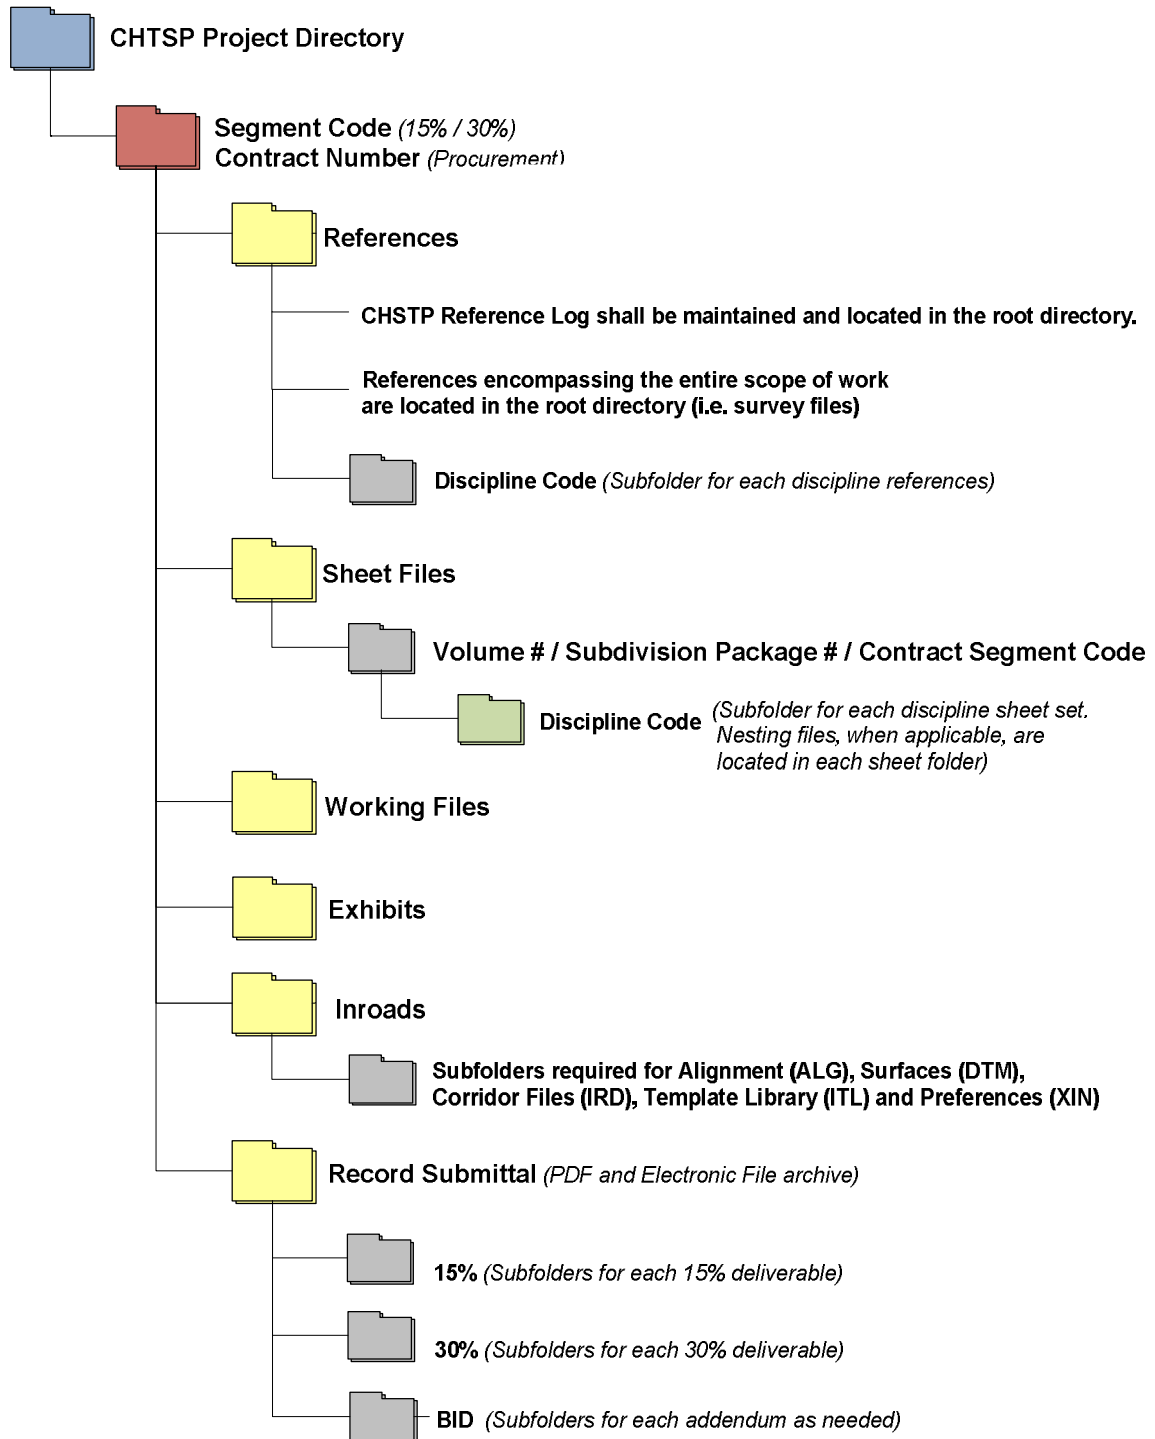 CHTSP Project Directory
Segment Code (15% / 30%)
Contract Number (Procurement)
References
CHSTP Reference Log shall be maintained and located in the root directory.
References encompassing the entire scope of work
are located in the root directory (i.e. survey files)
Discipline Code (Subfolder for each discipline references)
Sheet Files
Volume # / Subdivision Package # / Contract Segment Code
Discipline Code (Subfolder for each discipline sheet set.
Nesting files, when applicable, are
located in each sheet folder)
Working Files
Exhibits
Inroads
Subfolders required for Alignment (ALG), Surfaces (DTM),
Corridor Files (IRD), Template Library (ITL) and Preferences (XIN)
Record Submittal (PDF and Electronic File archive)
15% (Subfolders for each 15% deliverable)
30% (Subfolders for each 30% deliverable)
BID (Subfolders for each addendum as needed)